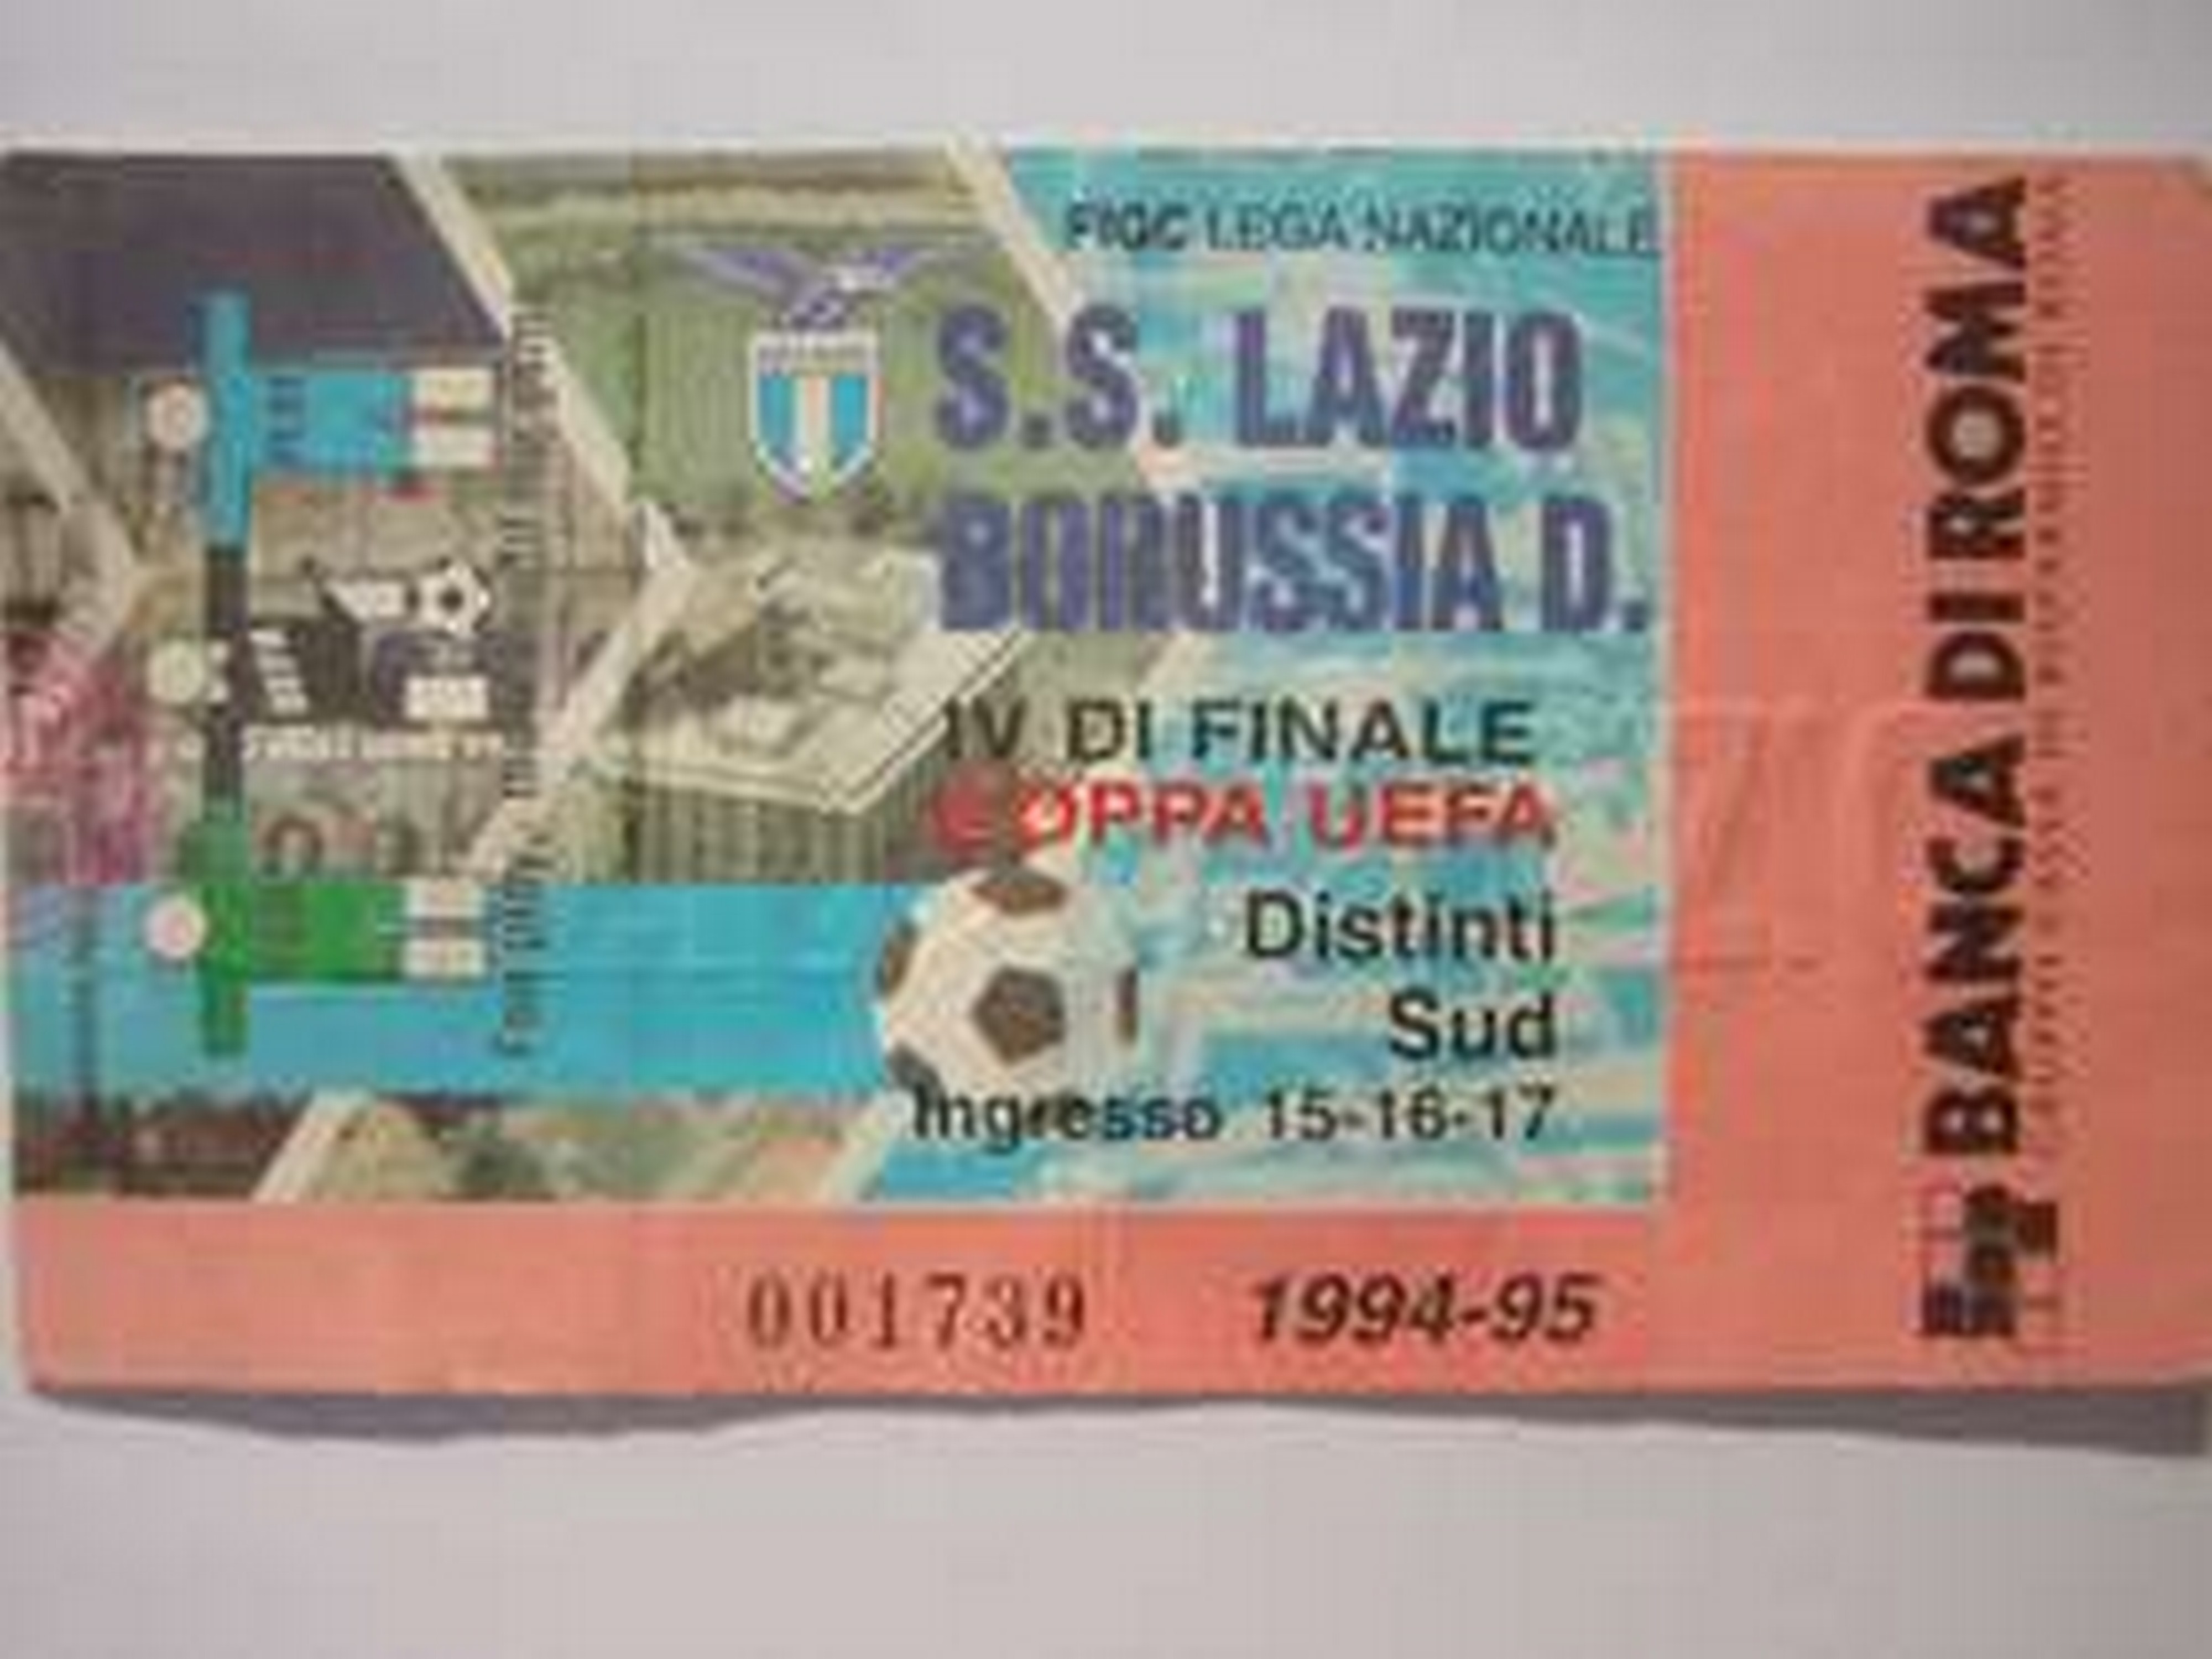 FIGC LEGA NAZIONALE
S.S. LAZIO
BORUSSIA D.
IV DI FINALE
COPPA UEFA
Distinti
Sud
Ingresso 15-16-17
001739
1994-95
BANCA DI ROMA